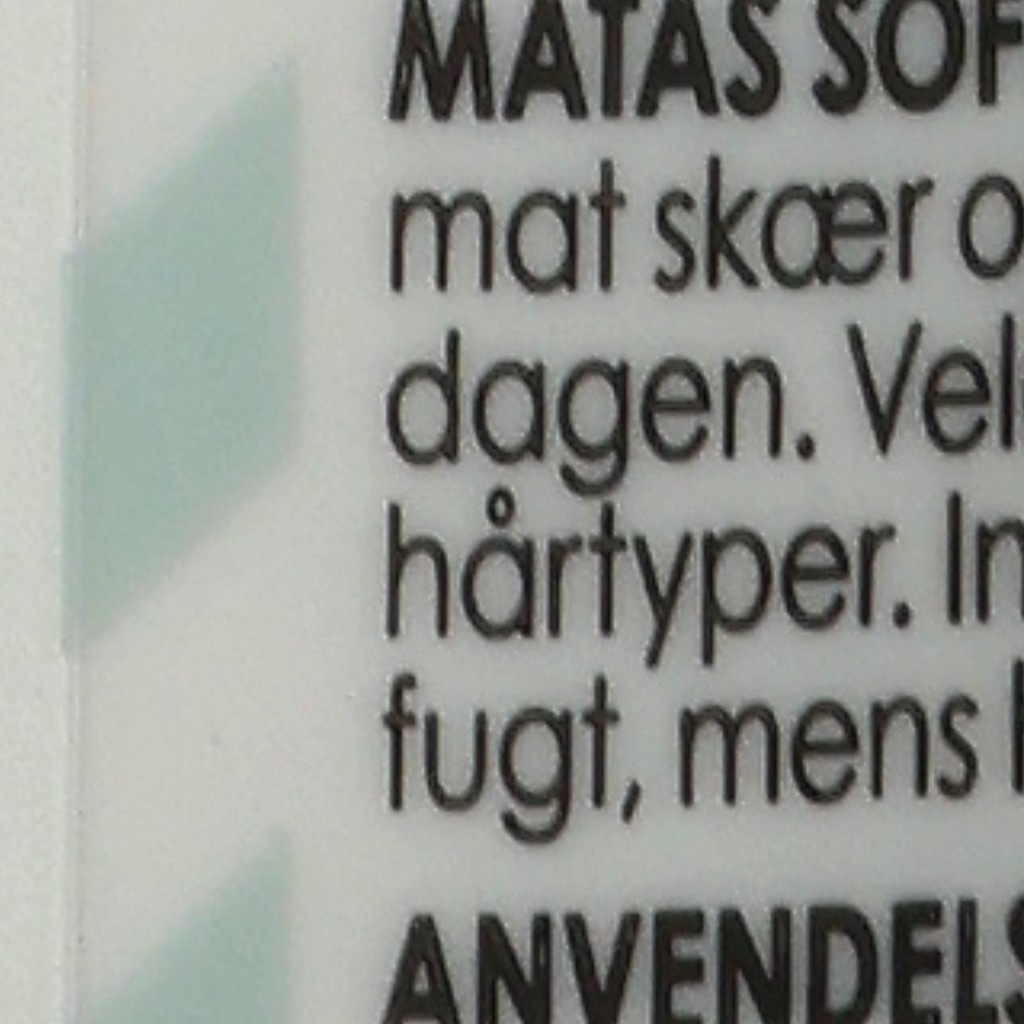 MATAS SOF
mat skær o
dagen. Vel
hårtyper. In
fugt, mens
ANVENDELS